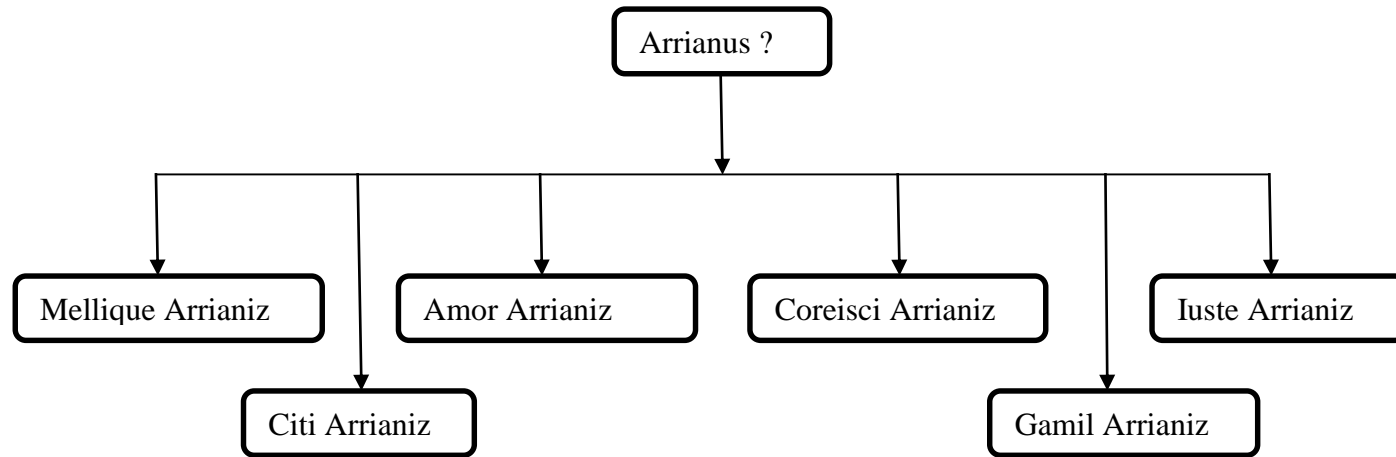 Arrianus ?
Mellique Arrianiz
Amor Arrianiz
Coreisci Arrianiz
Iuste Arrianiz
Citi Arrianiz
Gamil Arrianiz